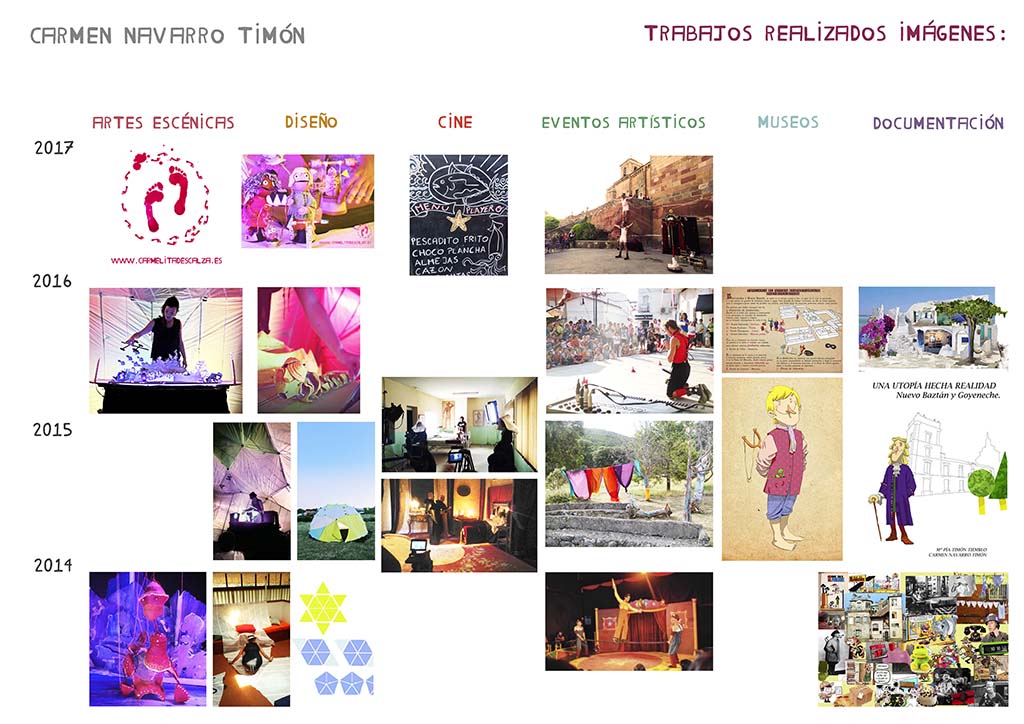 CARMEN NAVARRO TIMÓN
TRABAJOS REALIZADOS IMÁGENES:
ARTES ESCÉNICAS
DISEÑO
CINE
EVENTOS ARTÍSTICOS
MUSEOS
DOCUMENTACIÓN
2017
WWW.CARMELITADESCALZA.ES
MENU PLAYERO
PESCADITO FRITO
CHOCO PLANCHA
ALMEJAS
CAZON
2016
UNA UTOPÍA HECHA REALIDAD
Nuevo Baztán y Goyeneche.
2015
Mª PÍA TIMÓN TIEMBLO
CARMEN NAVARRO TIMÓN
2014